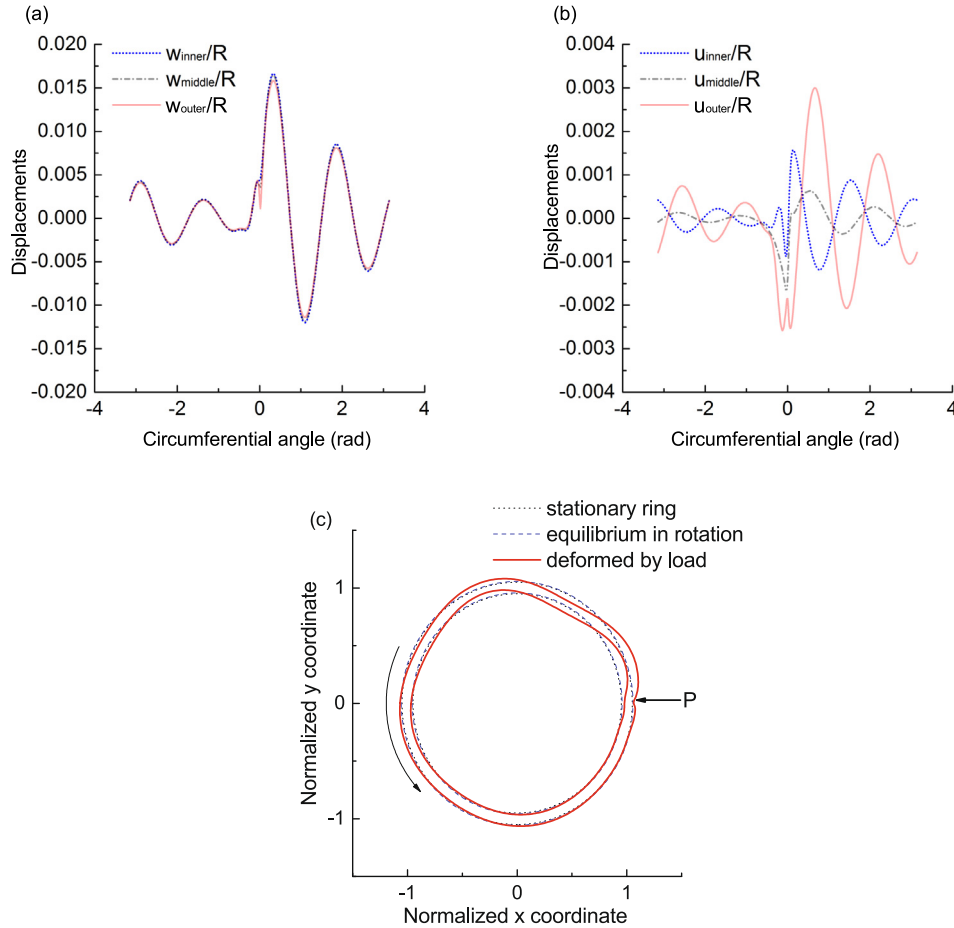 (a)
0.020
0.015
0.010
0.005
0.000
-0.005
-0.010
-0.015
-0.020
Displacements
winner/R
wmiddle/R
wouter/R
-4
-2
0
2
4
Circumferential angle (rad)
(b)
0.004
0.003
0.002
0.001
0.000
-0.001
-0.002
-0.003
-0.004
Displacements
uinner/R
umiddle/R
uouter/R
-4
-2
0
2
4
Circumferential angle (rad)
(c)
stationary ring
equilibrium in rotation
deformed by load
1
0
-1
Normalized y coordinate
P
-1
0
1
Normalized x coordinate